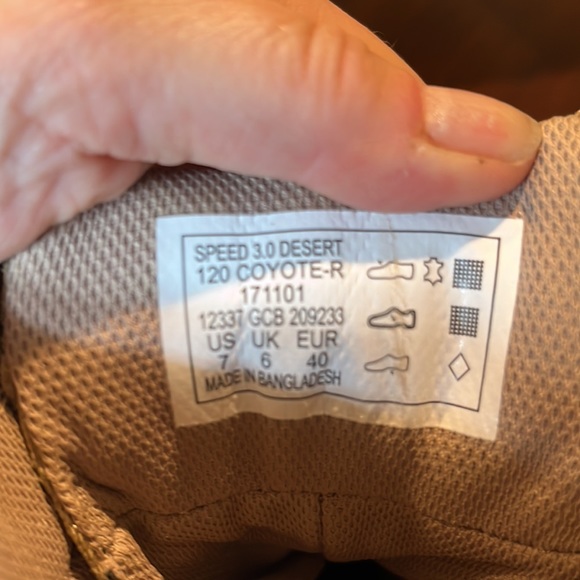 SPEED 3.0 DESERT
120 COYOTE-R
171101
12337 GCB 209233
US UK EUR
7 6 40
MADE IN BANGLADESH